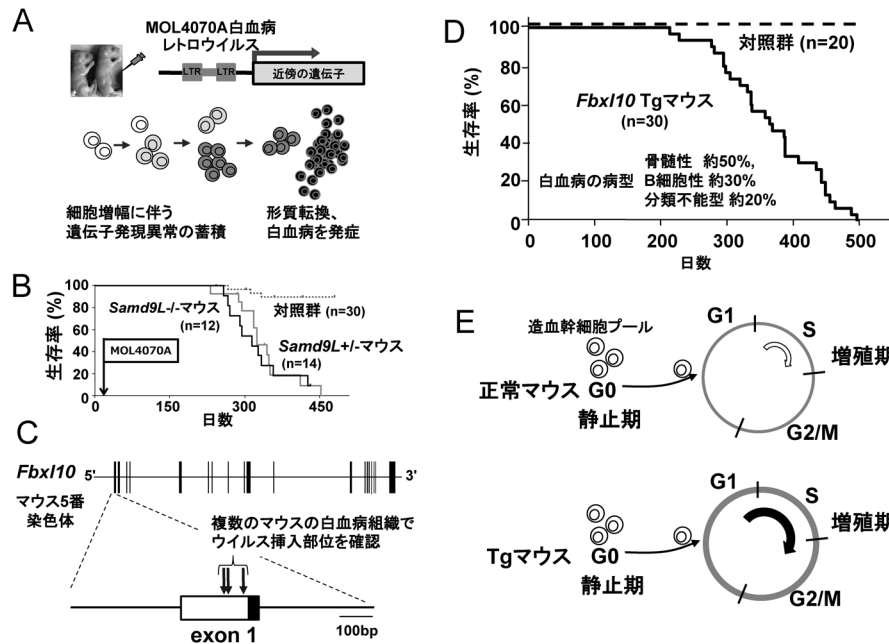 A
MOL4070A白血病
レトロウイルス
LTR
LTR
近傍の遺伝子
細胞増幅に伴う
遺伝子発現異常の蓄積
形質転換、
白血病を発症
B
生存率 (%)
100
80
60
40
20
0
Samd9L-/-マウス
(n=12)
対照群 (n=30)
Samd9L+/-マウス
(n=14)
MOL4070A
0
150
300
450
日数
C
Fbxl10
5'
3'
マウス5番
染色体
複数のマウスの白血病組織で
ウイルス挿入部位を確認
exon 1
100bp
D
生存率 (%)
100
80
60
40
20
0
対照群 (n=20)
Fbxl10 Tgマウス
(n=30)
白血病の病型
骨髄性 約50%,
B細胞性 約30%
分類不能型 約20%
0
100
200
300
400
500
日数
E
造血幹細胞プール
正常マウス
G0
静止期
G1
S
増殖期
G2/M
Tgマウス
G0
静止期
G1
S
増殖期
G2/M